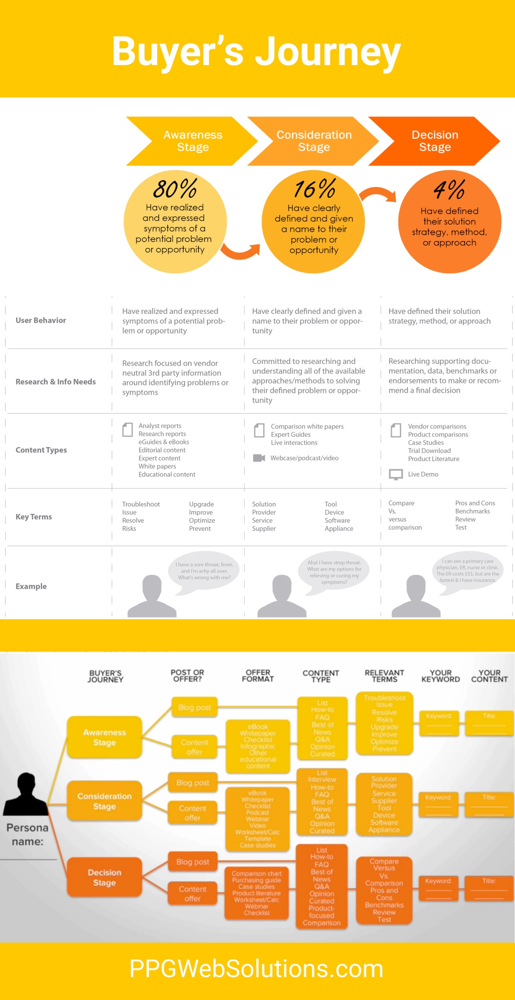 Buyer's Journey
Awareness
Stage
Consideration
Stage
Decision
Stage
80%
Have realized
and expressed
symptoms of a
potential problem
or opportunity
16%
Have clearly
defined and given
a name to their
problem or
opportunity
4%
Have defined
their solution
strategy, method,
or approach
User Behavior
Have realized and expressed
symptoms of a potential prob-
lem or opportunity
Have clearly defined and given a
name to their problem or oppor-
tunity
Have defined their solution
strategy, method, or approach
Research & Info Needs
Research focused on vendor
neutral 3rd party information
around identifying problems or
symptoms
Committed to researching and
understanding all of the available
approaches/methods to solving
their defined problem or oppor-
tunity
Researching supporting docu-
mentation, data, benchmarks or
endorsements to make or recom-
mend a final decision
Content Types
Analyst reports
Research reports
eGuides & eBooks
Editorial content
Expert content
White papers
Educational content
Comparison white papers
Expert Guides
Live interactions
Webcase/podcast/video
Vendor comparisons
Product comparisons
Case Studies
Trial Download
Product Literature
Live Demo
Key Terms
Troubleshoot
Issue
Resolve
Risks
Upgrade
Improve
Optimize
Prevent
Solution
Provider
Service
Supplier
Tool
Device
Software
Appliance
Compare
Vs.
versus
comparison
Pros and Cons
Benchmarks
Review
Test
Example
I have a sore throat, fever,
and I'm achy all over.
What's wrong with me?
Aha! I have strep throat.
What are my options for
relieving or curing my
symptoms?
I can see a primary care
physician, ER, nurse or clinic.
The ER costs $$$, but are the
fastest & I have insurance.
BUYER'S
JOURNEY
POST OR
OFFER?
OFFER
FORMAT
CONTENT
TYPE
RELEVANT
TERMS
YOUR
KEYWORD
YOUR
CONTENT
Persona
name:
Awareness
Stage
Blog post
Content
offer
eBook
Whitepaper
Checklist
Infographic
Other
educational
content
List
How-to
FAQ
Best of
News
Q&A
Opinion
Curated
Troubleshoot
Issue
Resolve
Risks
Upgrade
Improve
Optimize
Prevent
Keyword:
Title:
Consideration
Stage
Blog post
Content
offer
eBook
Whitepaper
Checklist
Podcast
Webinar
Video
Worksheet/Calc
Template
Case studies
List
Interview
How-to
FAQ
Best of
News
Q&A
Opinion
Curated
Solution
Provider
Service
Supplier
Tool
Device
Software
Appliance
Keyword:
Title:
Decision
Stage
Blog post
Content
offer
Comparison chart
Purchasing guide
Case studies
Product literature
Worksheet/Calc
Webinar
Checklist
List
How-to
FAQ
Best of
News
Q&A
Opinion
Curated
Product-
focused
Comparison
Compare
Versus
Vs.
Comparison
Pros and
Cons
Benchmarks
Review
Test
Keyword:
Title:
PPGWebSolutions.com